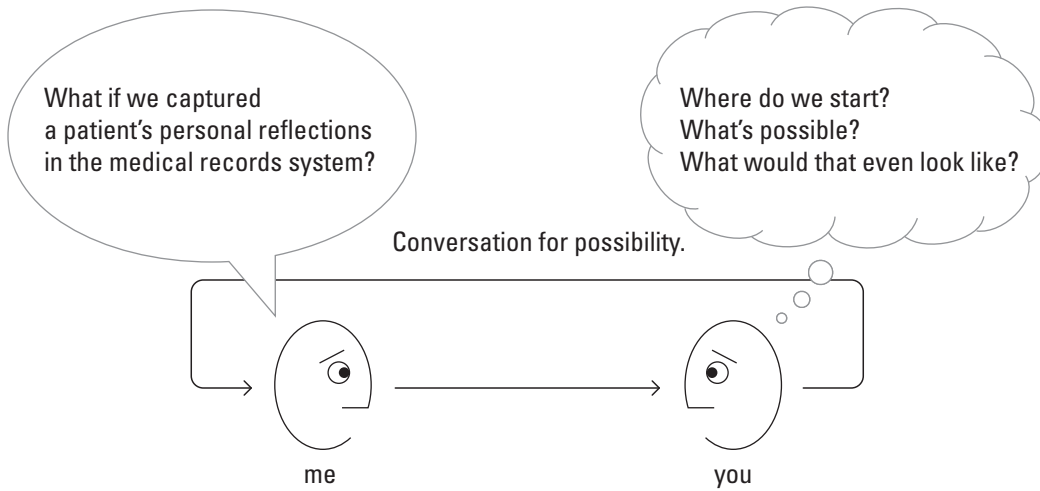 What if we captured
a patient’s personal reflections
in the medical records system?
Where do we start?
What’s possible?
What would that even look like?
Conversation for possibility.
me
you